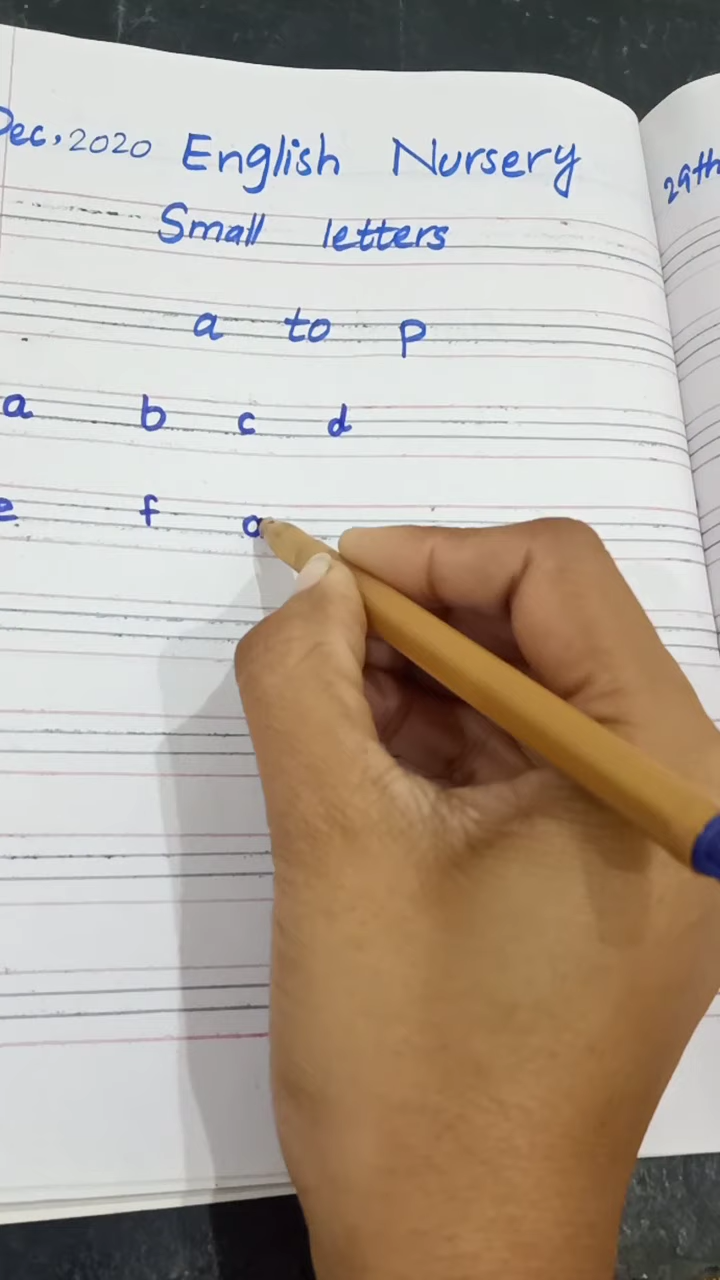 Dec, 2020 English Nursery
29th
Small letters
a to p
a b c d
e f a